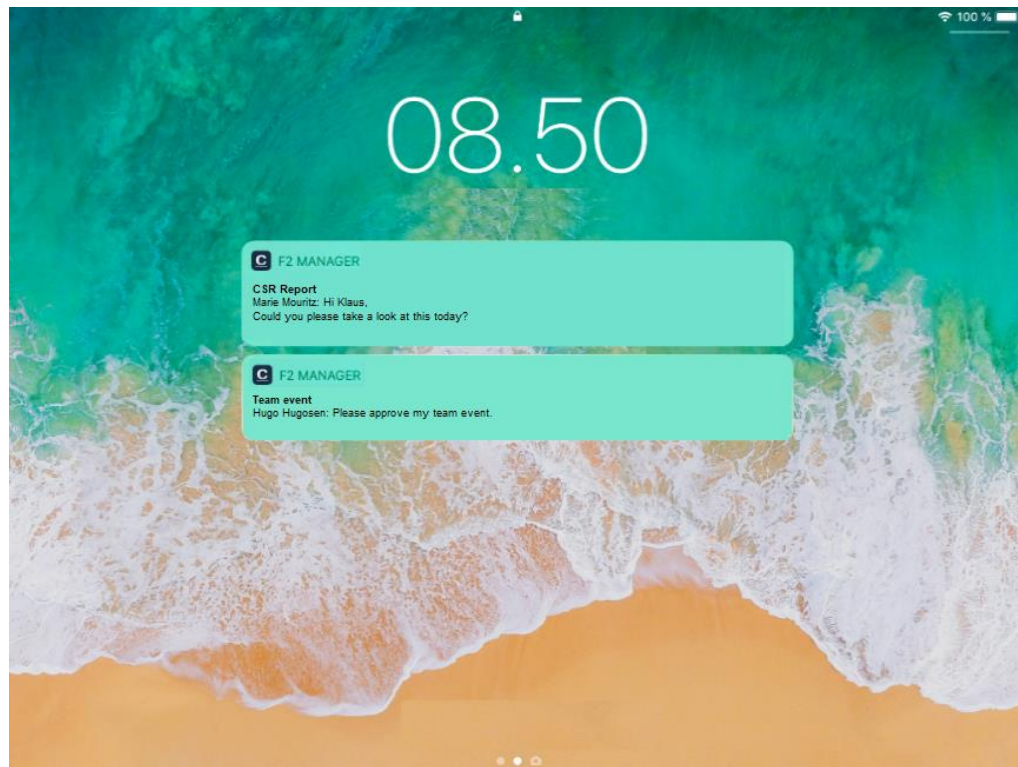 100 %
08.50
C F2 MANAGER
CSR Report
Marie Mouritz: Hi Klaus,
Could you please take a look at this today?
C F2 MANAGER
Team event
Hugo Hugosen: Please approve my team event.